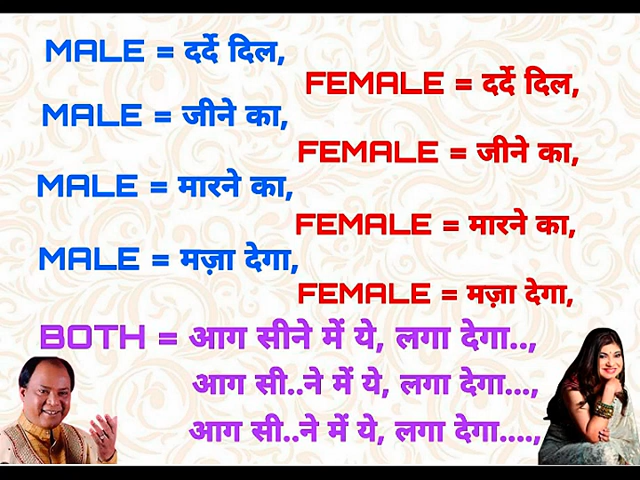 MALE = दर्दे दिल,
FEMALE = दर्दे दिल,
MALE = जीने का,
FEMALE = जीने का,
MALE = मारने का,
FEMALE = मारने का,
MALE = मज़ा देगा,
FEMALE = मज़ा देगा,
BOTH = आग सीने में ये, लगा देगा..,
आग सी..ने में ये, लगा देगा...,
आग सी..ने में ये, लगा देगा....,